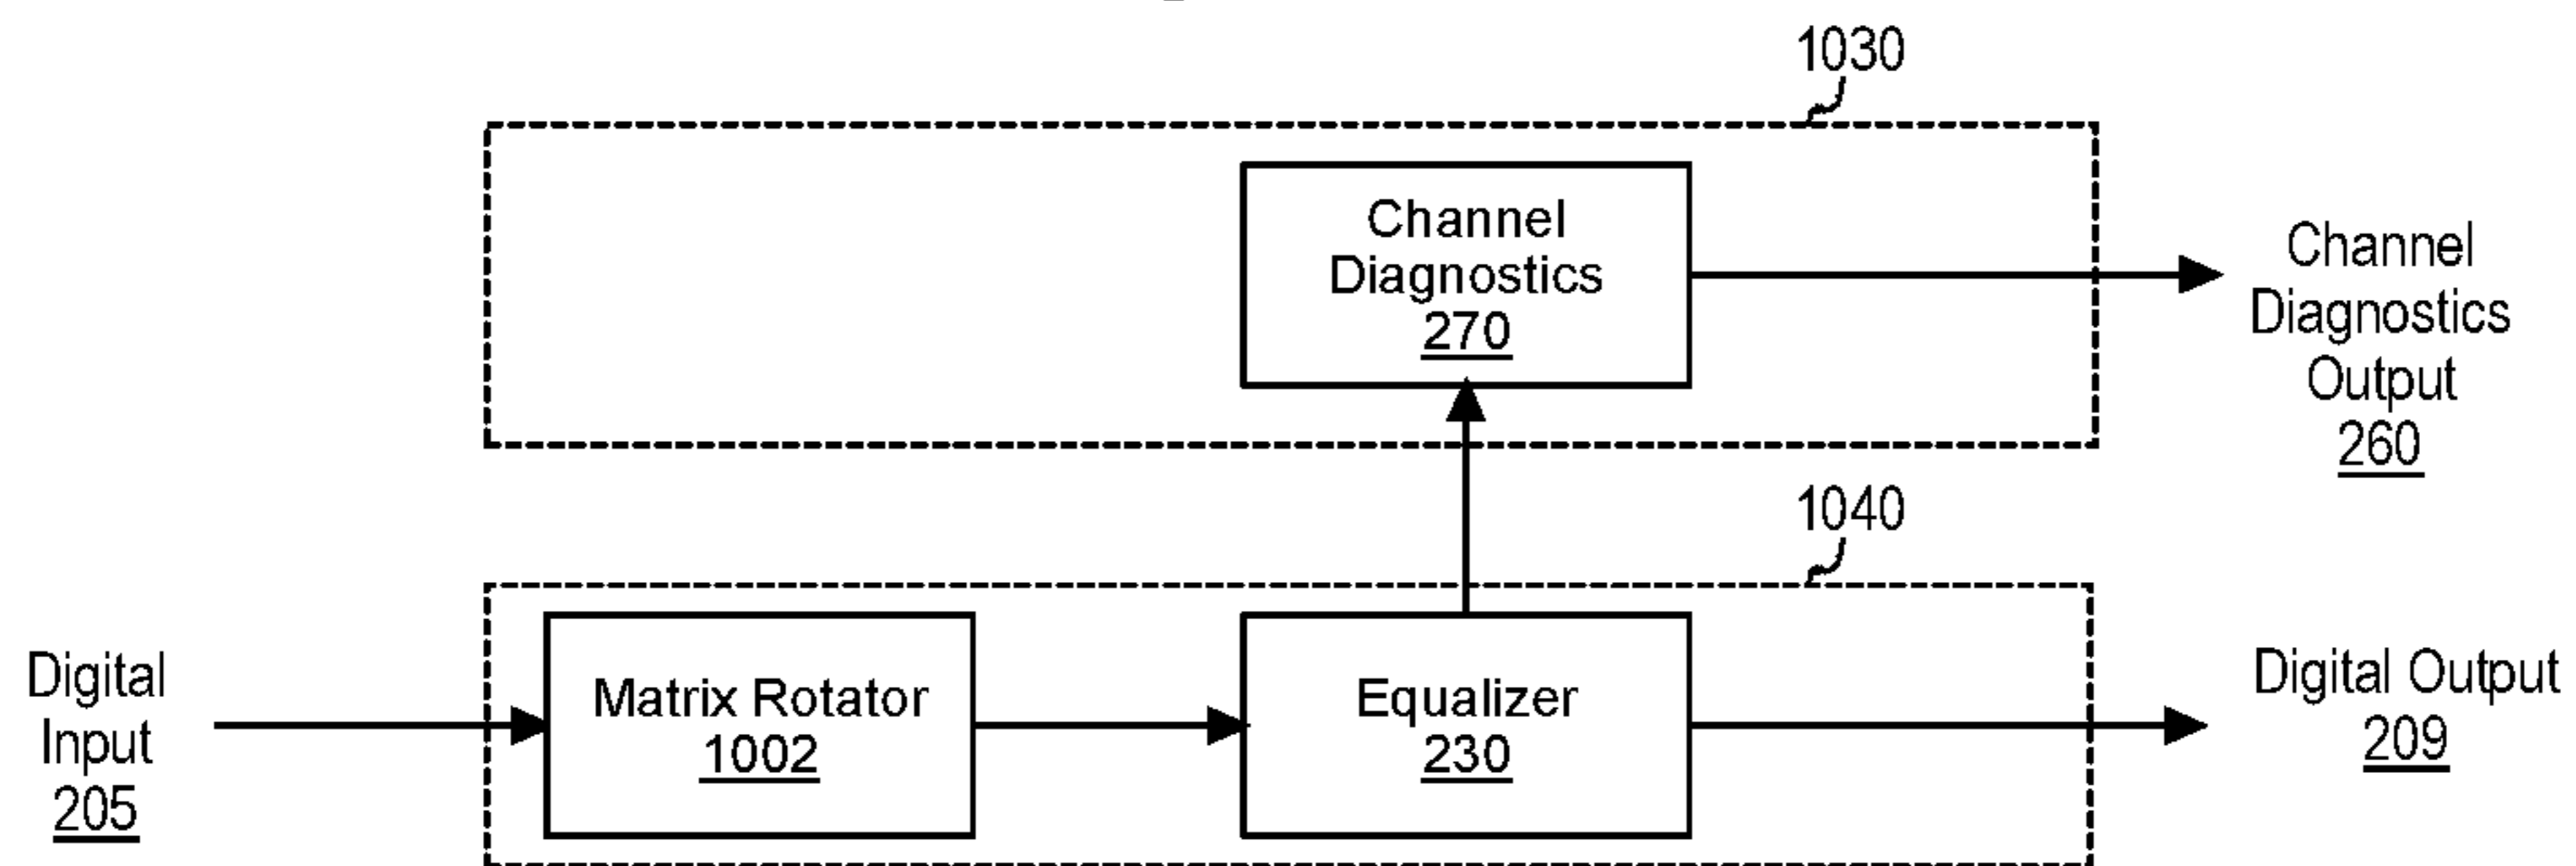 1030
Channel
Diagnostics
270
Channel
Diagnostics
Output
260
1040
Digital
Input
205
Matrix Rotator
1002
Equalizer
230
Digital Output
209